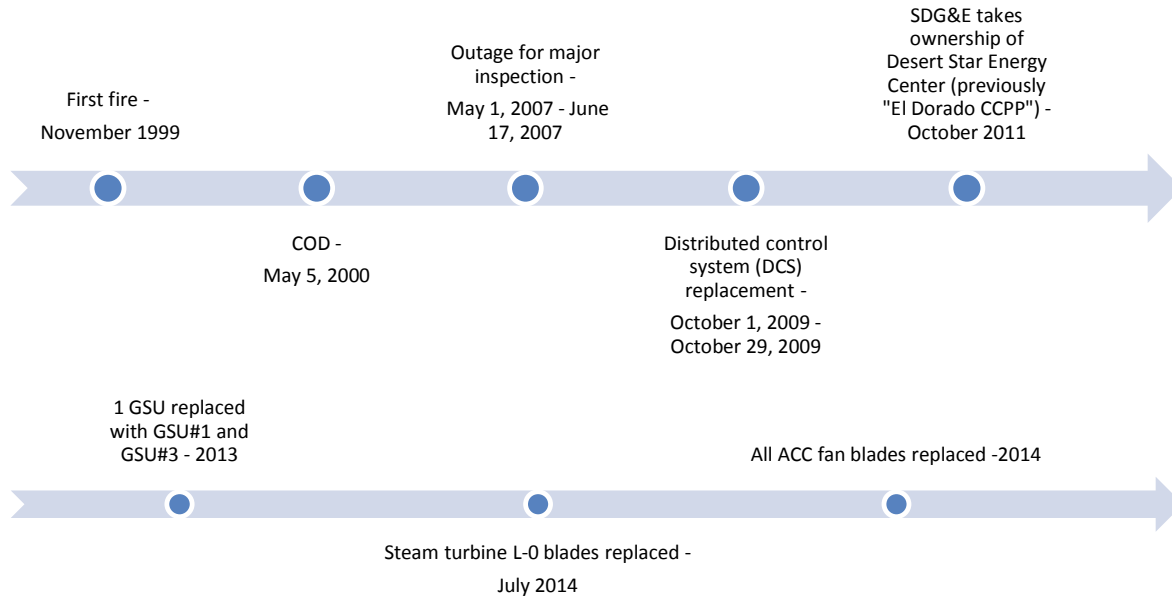 First fire -
November 1999
COD -
May 5, 2000
Outage for major
inspection -
May 1, 2007 - June
17, 2007
Distributed control
system (DCS)
replacement -
October 1, 2009 -
October 29, 2009
SDG&E takes
ownership of
Desert Star Energy
Center (previously
"El Dorado CCPP") -
October 2011
1 GSU replaced
with GSU#1 and
GSU#3 - 2013
Steam turbine L-0 blades replaced -
July 2014
All ACC fan blades replaced -2014